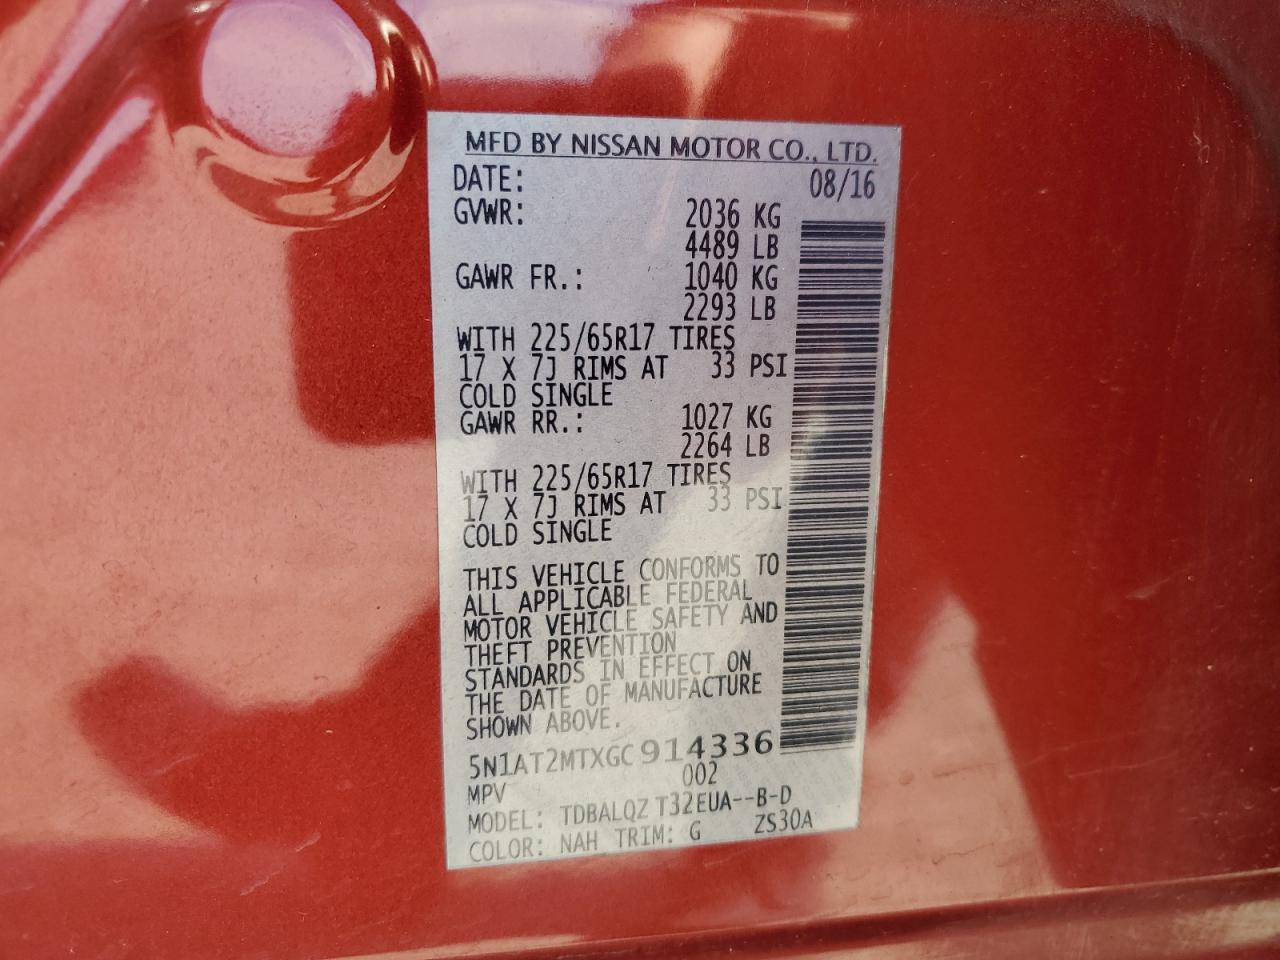 MFD BY NISSAN MOTOR CO., LTD.
DATE: 08/16
GVWR: 2036 KG
4489 LB
GAWR FR.: 1040 KG
2293 LB
WITH 225/65R17 TIRES
17 X 7J RIMS AT 33 PSI
COLD SINGLE
GAWR RR.: 1027 KG
2264 LB
WITH 225/65R17 TIRES
17 X 7J RIMS AT 33 PSI
COLD SINGLE
THIS VEHICLE CONFORMS TO
ALL APPLICABLE FEDERAL
MOTOR VEHICLE SAFETY AND
THEFT PREVENTION
STANDARDS IN EFFECT ON
THE DATE OF MANUFACTURE
SHOWN ABOVE.
5N1AT2MTXGC914336
MPV 002
MODEL: TDBALQZ T32EUA--B-D
COLOR: NAH TRIM: G ZS30A